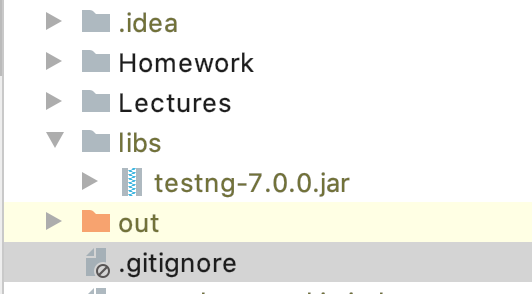 .idea
Homework
Lectures
libs
testng-7.0.0.jar
out
.gitignore